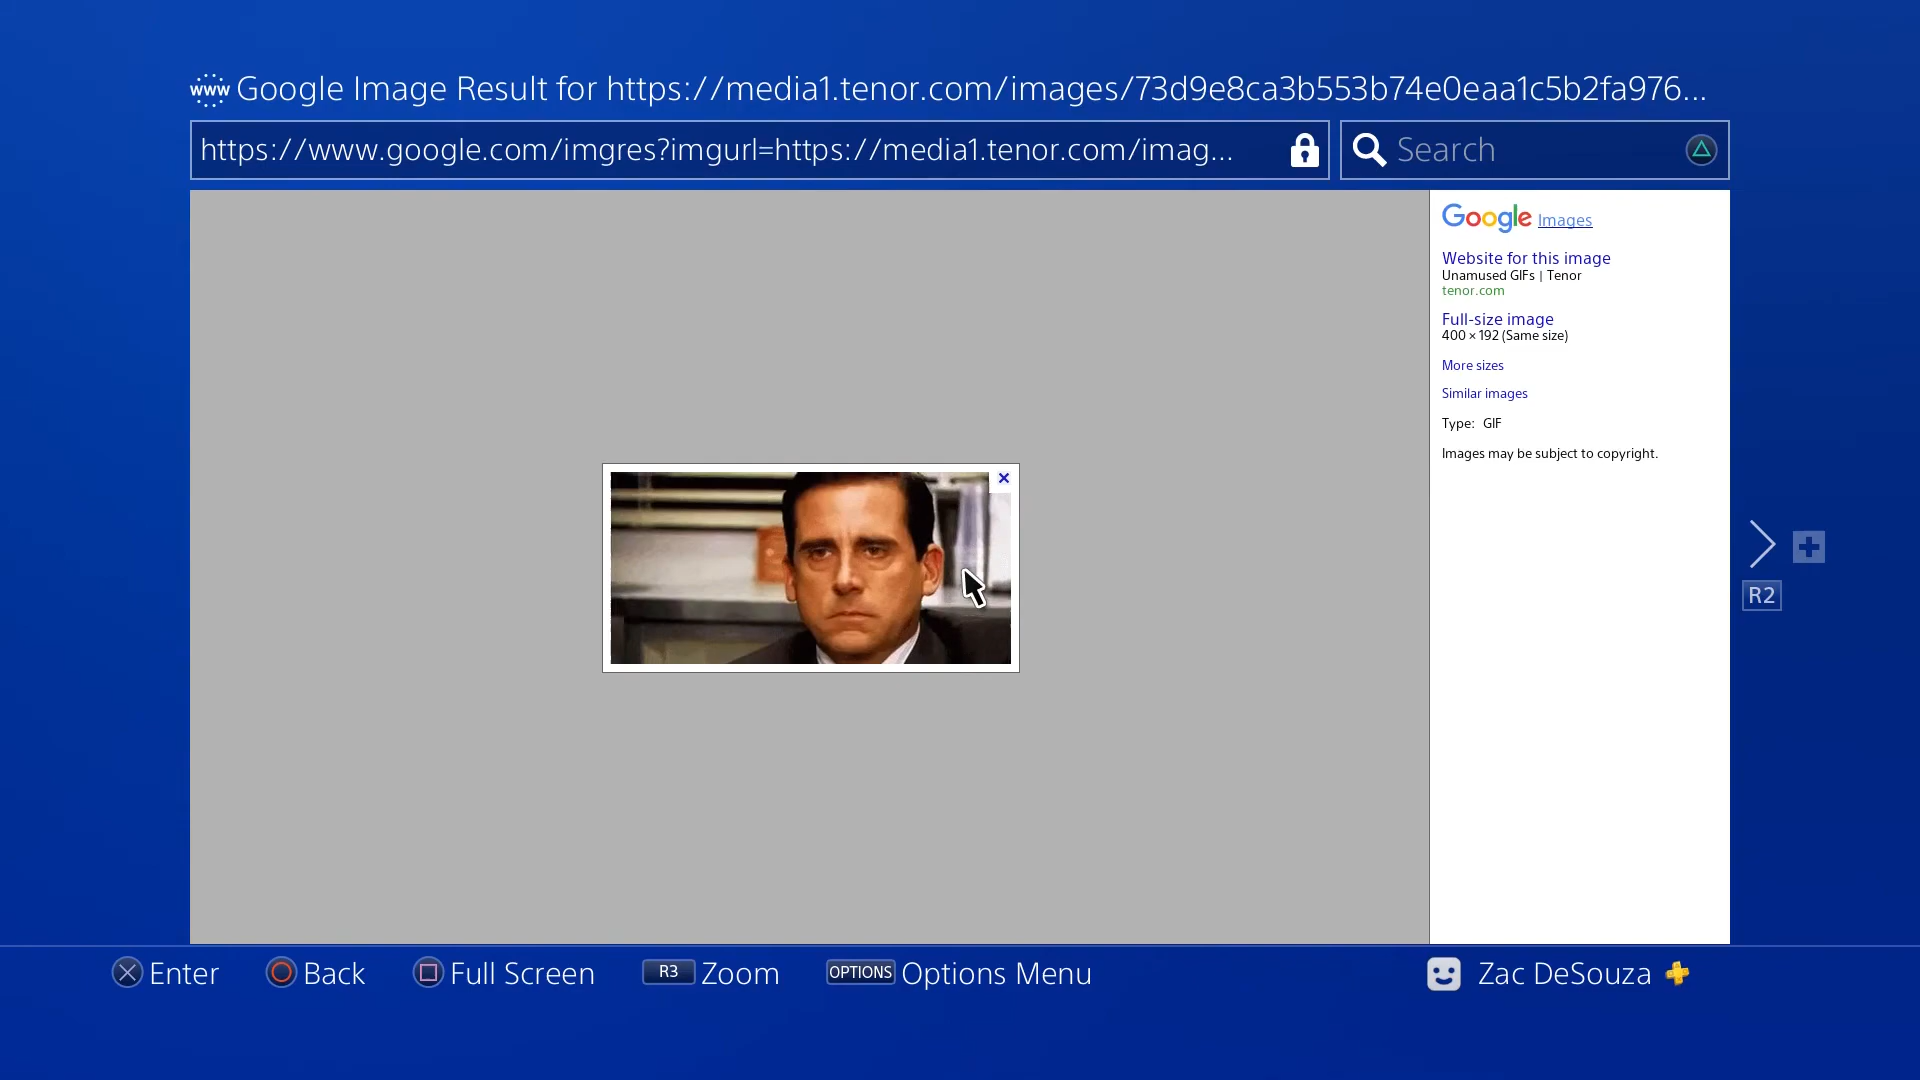 www Google Image Result for https://media1.tenor.com/images/73d9e8ca3b553b74e0eaa1c5b2fa976...
https://www.google.com/imgres?imgurl=https://media1.tenor.com/imag...
Search
Google Images
Website for this image
Unamused GIFs | Tenor
tenor.com
Full-size image
400 × 192 (Same size)
More sizes
Similar images
Type: GIF
Images may be subject to copyright.
R2
Enter Back Full Screen R3 Zoom OPTIONS Options Menu Zac DeSouza